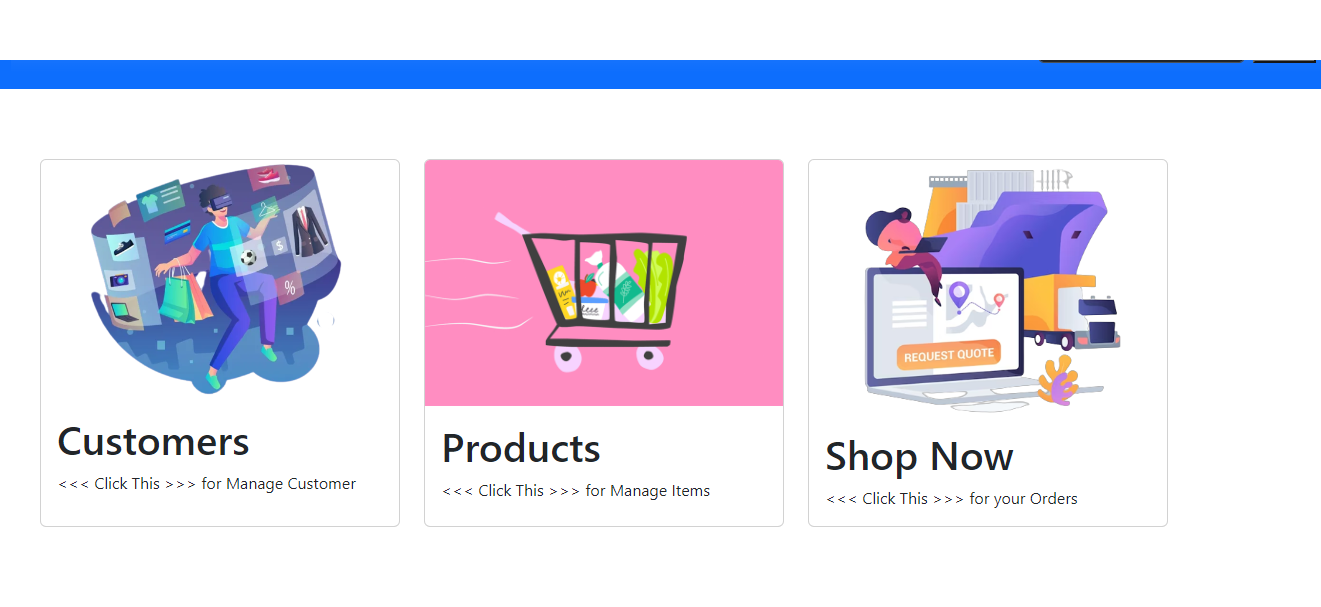 %
$
REQUEST QUOTE
Customers
<<< Click This >>> for Manage Customer
Products
<<< Click This >>> for Manage Items
Shop Now
<<< Click This >>> for your Orders